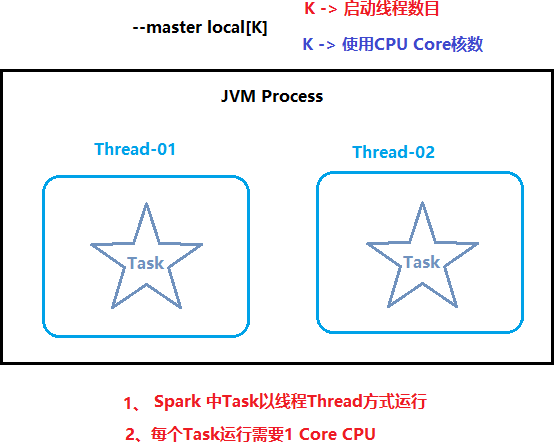 K -> 启动线程数目
--master local[K]
K -> 使用CPU Core核数
JVM Process
Thread-01
Thread-02
Task
Task
1、 Spark 中Task以线程Thread方式运行
2、每个Task运行需要1 Core CPU